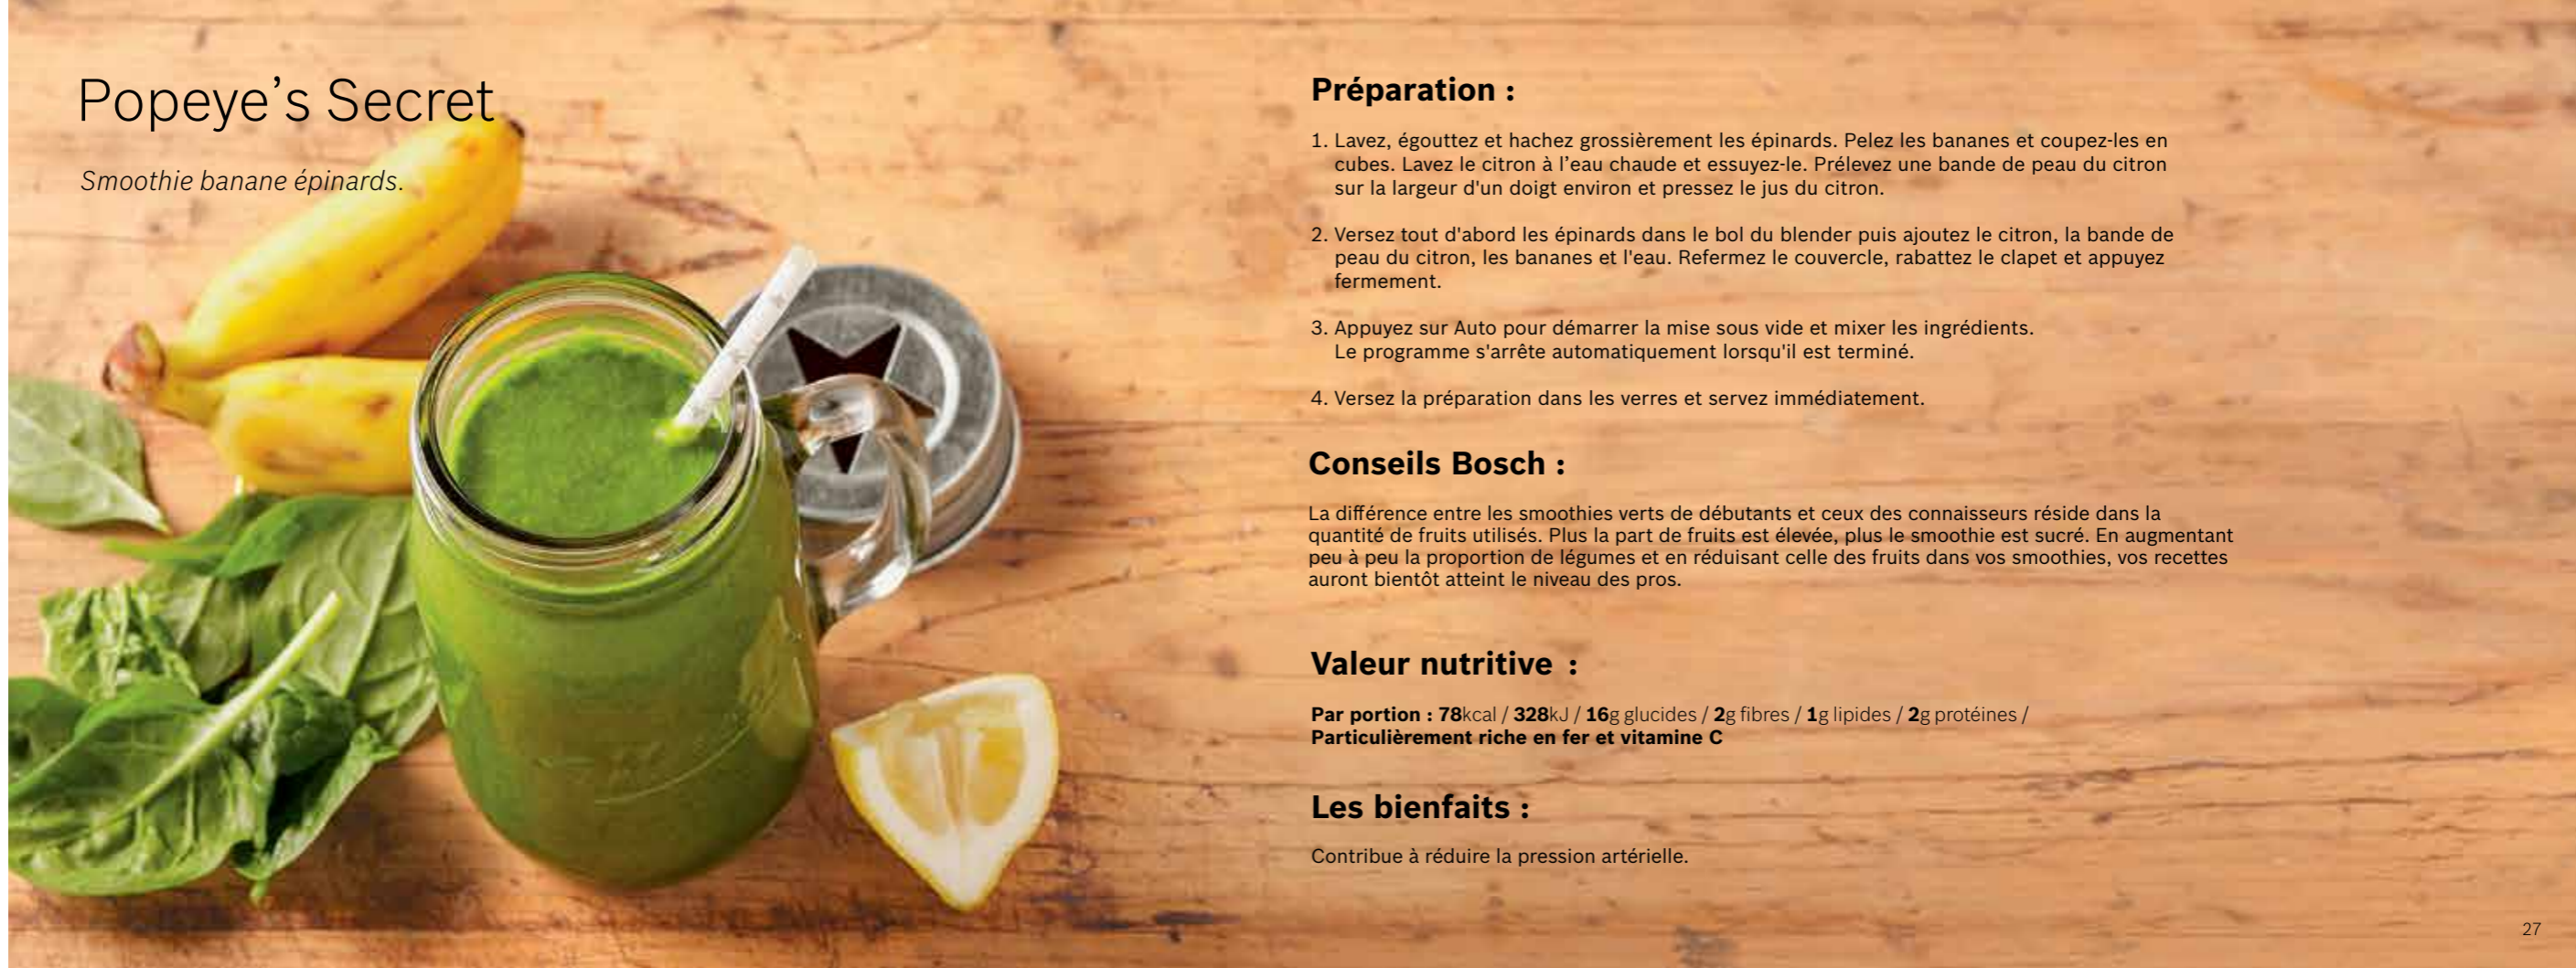 Popeye’s Secret
Smoothie banane épinards.
Préparation :
1. Lavez, égouttez et hachez grossièrement les épinards. Pelez les bananes et coupez-les en
cubes. Lavez le citron à l’eau chaude et essuyez-le. Prélevez une bande de peau du citron
sur la largeur d'un doigt environ et pressez le jus du citron.
2. Versez tout d'abord les épinards dans le bol du blender puis ajoutez le citron, la bande de
peau du citron, les bananes et l'eau. Refermez le couvercle, rabattez le clapet et appuyez
fermement.
3. Appuyez sur Auto pour démarrer la mise sous vide et mixer les ingrédients.
Le programme s'arrête automatiquement lorsqu'il est terminé.
4. Versez la préparation dans les verres et servez immédiatement.
Conseils Bosch :
La différence entre les smoothies verts de débutants et ceux des connaisseurs réside dans la
quantité de fruits utilisés. Plus la part de fruits est élevée, plus le smoothie est sucré. En augmentant
peu à peu la proportion de légumes et en réduisant celle des fruits dans vos smoothies, vos recettes
auront bientôt atteint le niveau des pros.
Valeur nutritive :
Par portion : 78kcal / 328kJ / 16g glucides / 2g fibres / 1g lipides / 2g protéines /
Particulièrement riche en fer et vitamine C
Les bienfaits :
Contribue à réduire la pression artérielle.
27